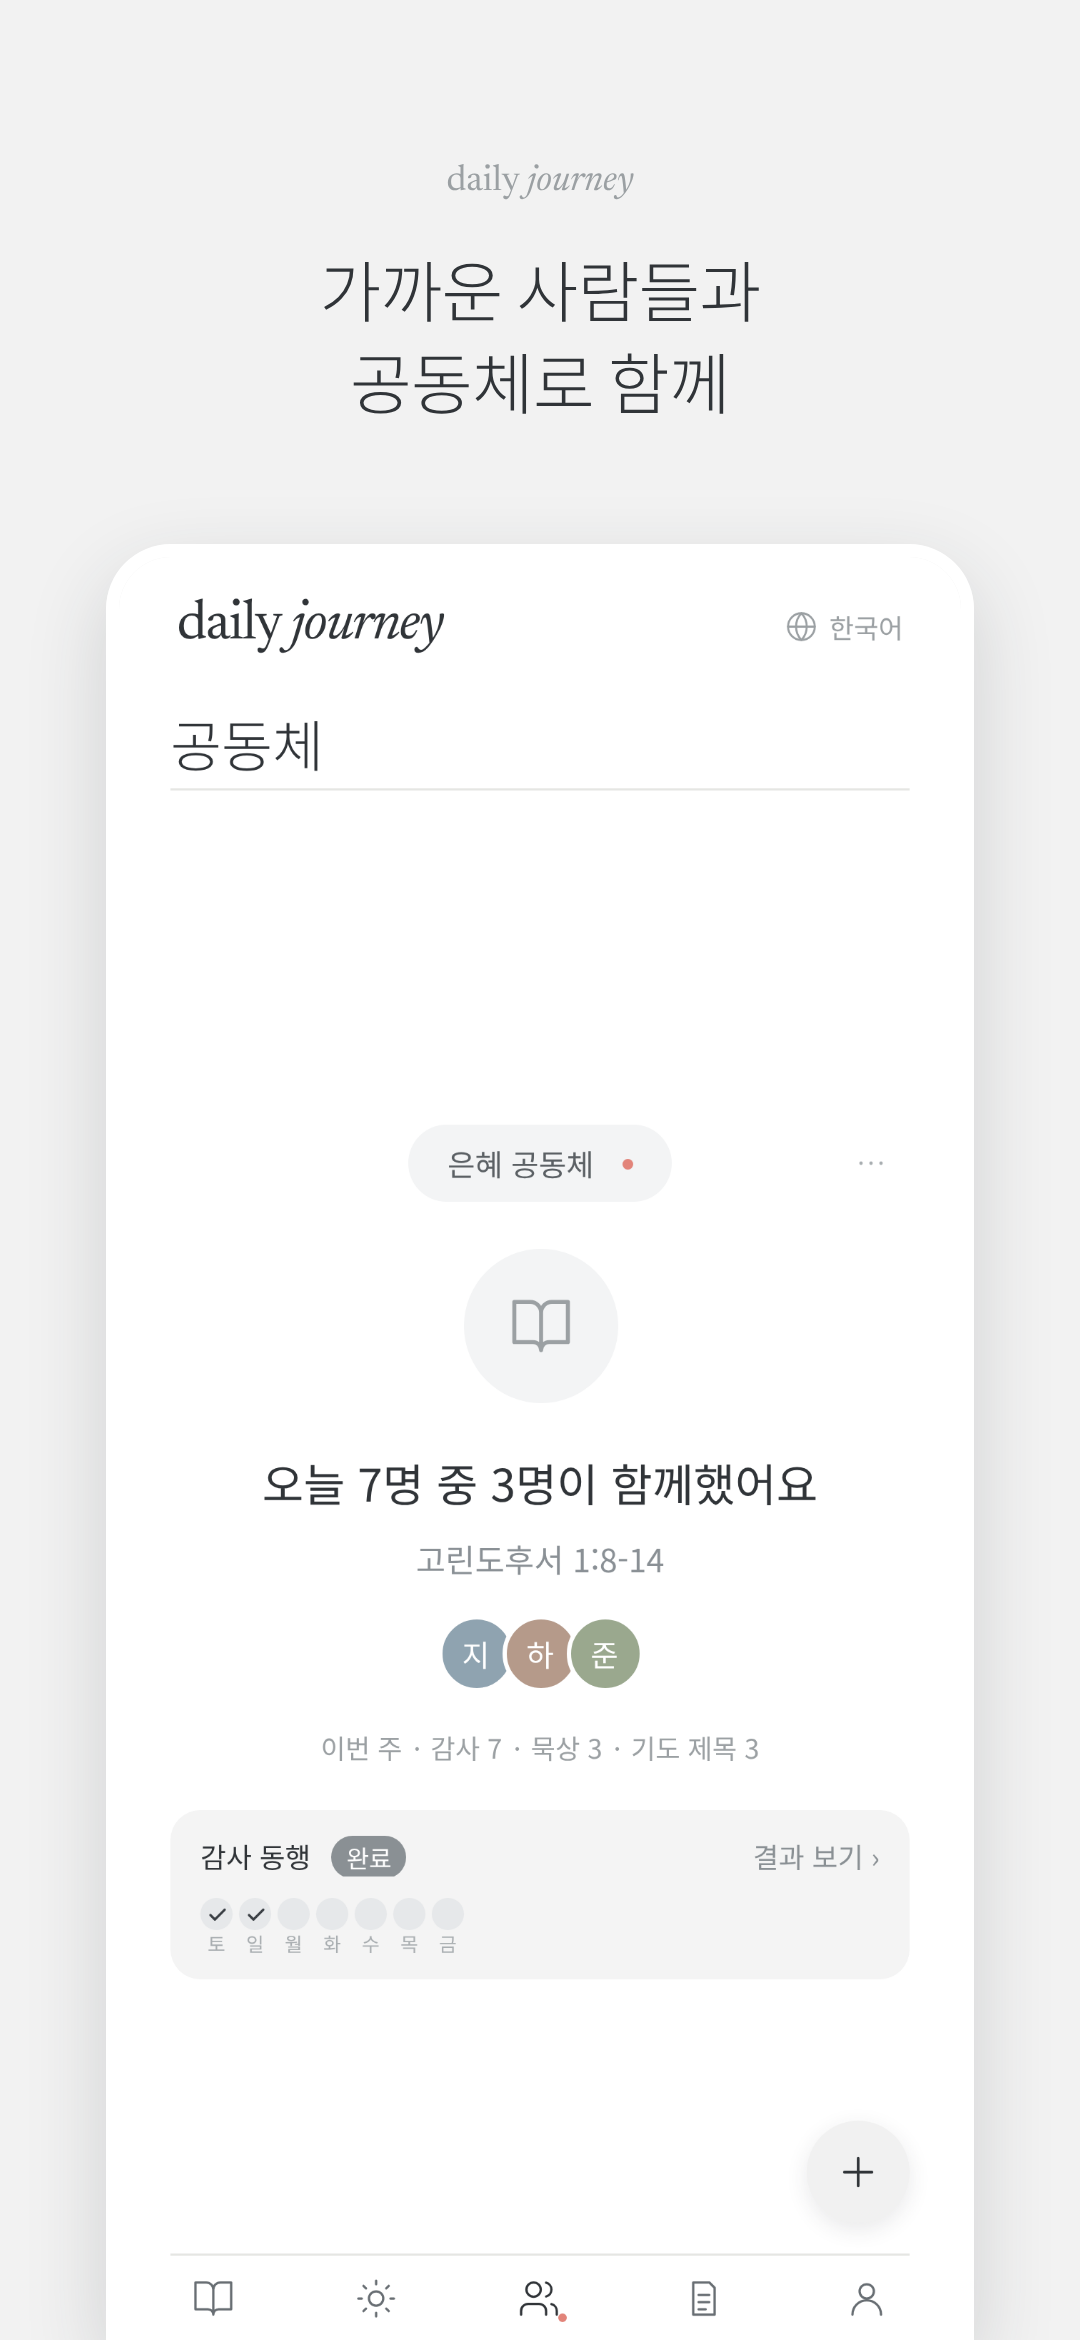 daily journey
가까운 사람들과
공동체로 함께
daily journey
한국어
공동체
은혜 공동체
...
오늘 7명 중 3명이 함께했어요
고린도후서 1:8-14
지 하 준
이번 주 · 감사 7 · 묵상 3 · 기도 제목 3
감사 동행 완료 결과 보기 ›
토 일 월 화 수 목 금
+